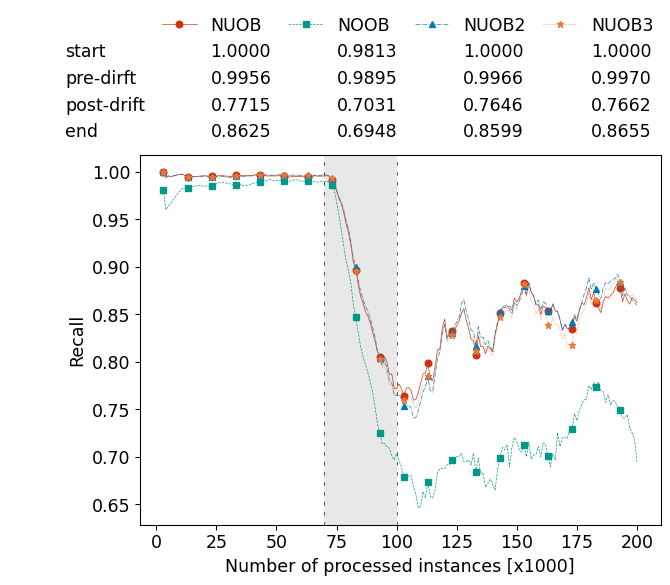 NUOB NOOB NUOB2 NUOB3
start 1.0000 0.9813 1.0000 1.0000
pre-dirft 0.9956 0.9895 0.9966 0.9970
post-drift 0.7715 0.7031 0.7646 0.7662
end 0.8625 0.6948 0.8599 0.8655
1.00
0.95
0.90
0.85
0.80
0.75
0.70
0.65
Recall
0 25 50 75 100 125 150 175 200
Number of processed instances [x1000]